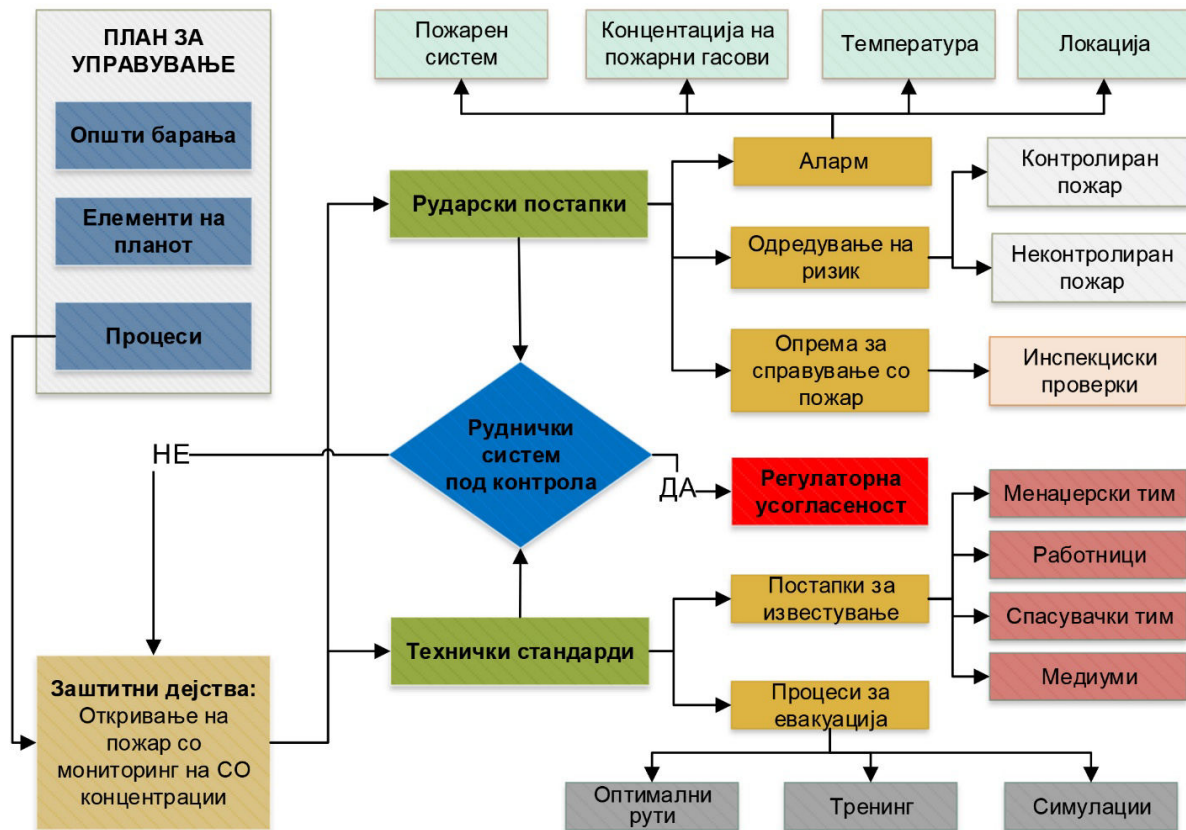 ПЛАН ЗА
УПРАВУВАЊЕ
Општи барања
Елементи на
планот
Процеси
Пожарен
систем
Концентација на
пожарни гасови
Температура
Локација
Рударски постапки
Аларм
Одредување на
ризик
Опрема за
справување со
пожар
Контролиран
пожар
Неконтролиран
пожар
Инспекциски
проверки
Руднички
систем
под контрола
НЕ
ДА
Регулаторна
усогласеност
Технички стандарди
Постапки за
известување
Процеси за
евакуација
Менаџерски тим
Работници
Спасувачки тим
Медиуми
Заштитни дејства:
Откривање на
пожар со
мониторинг на CO
концентрации
Оптимални
рути
Тренинг
Симулации